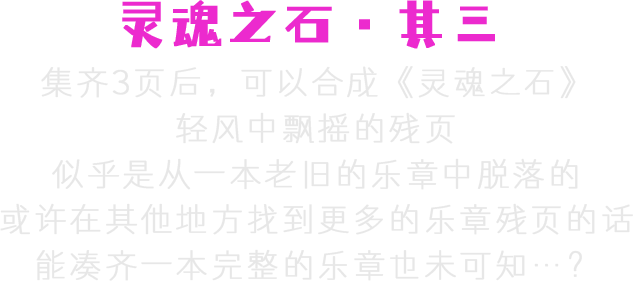 灵魂之石·其三
集齐3页后，可以合成《灵魂之石》
轻风中飘摇的残页
似乎是从一本老旧的乐章中脱落的
或许在其他地方找到更多的乐章残页的话
能凑齐一本完整的乐章也未可知…？